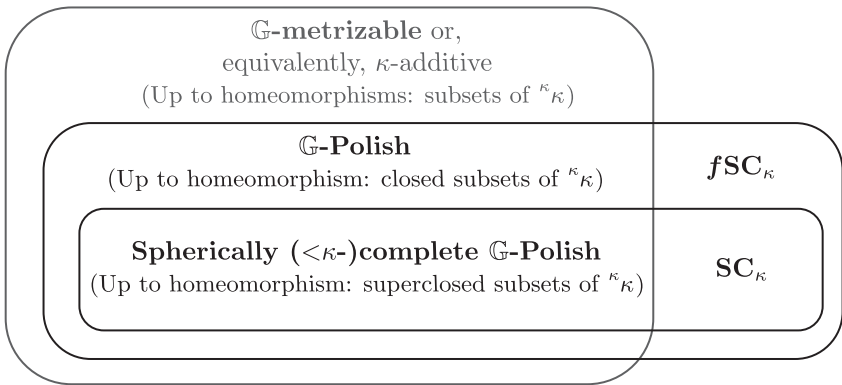 𝔾-metrizable or,
equivalently, κ-additive
(Up to homeomorphisms: subsets of ^κκ)
𝔾-Polish
(Up to homeomorphism: closed subsets of ^κκ)
fSC_κ
Spherically (<κ-)complete 𝔾-Polish
(Up to homeomorphism: superclosed subsets of ^κκ)
SC_κ